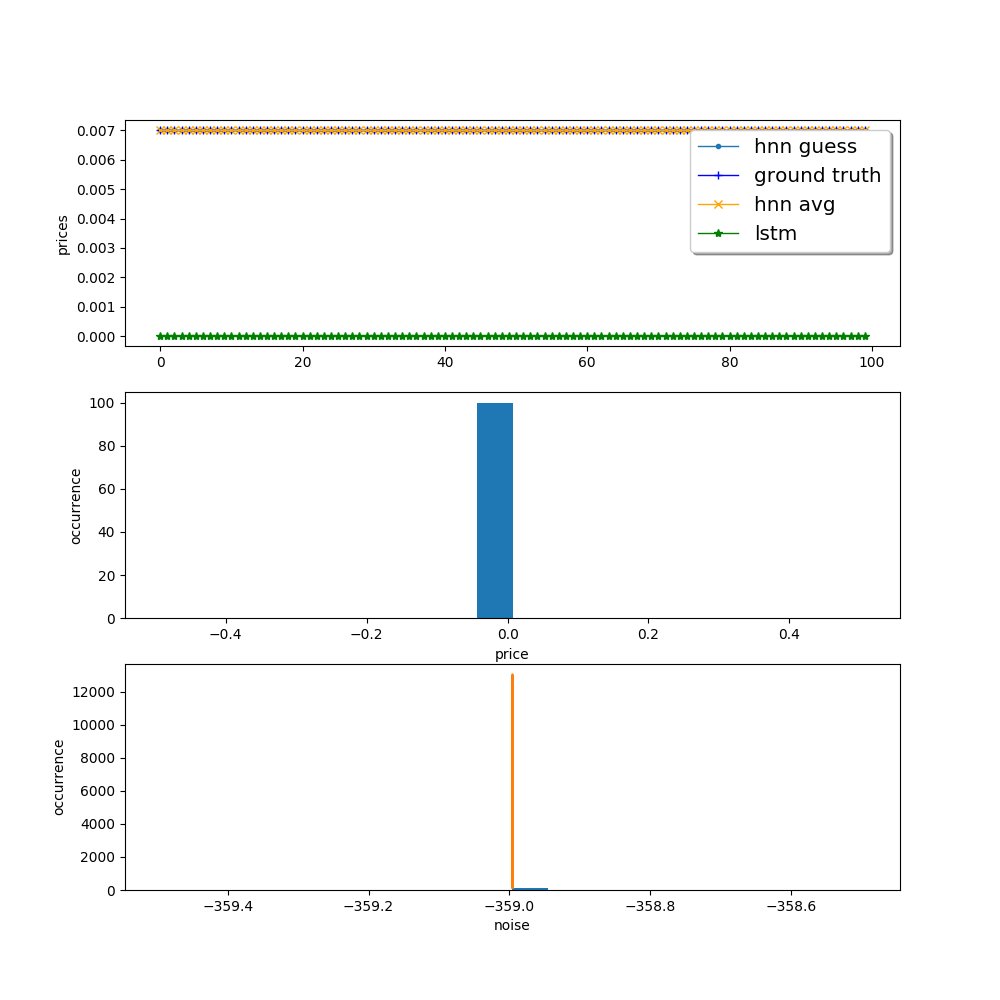 0.007
0.006
0.005
0.004
0.003
0.002
0.001
0.000
prices
hnn guess
ground truth
hnn avg
lstm
0 20 40 60 80 100
100
80
60
40
20
0
occurrence
−0.4 −0.2 0.0 0.2 0.4
price
12000
10000
8000
6000
4000
2000
0
occurrence
−359.4 −359.2 −359.0 −358.8 −358.6
noise